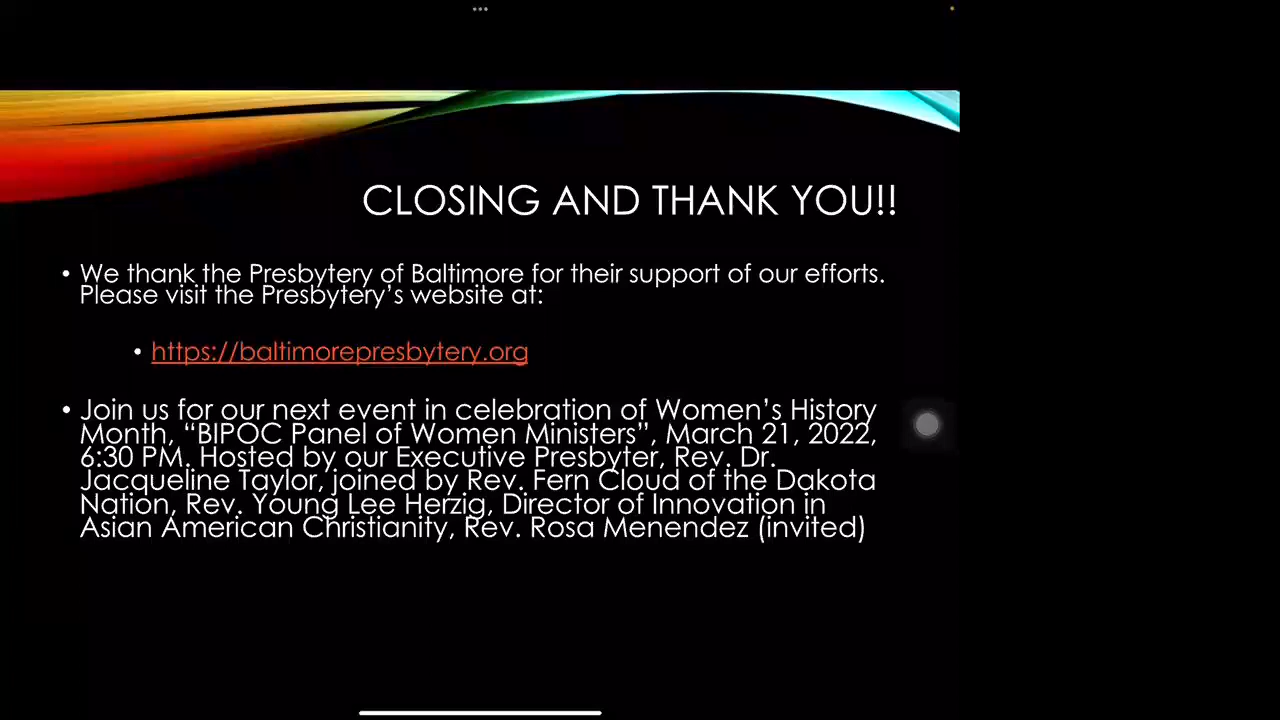 CLOSING AND THANK YOU!!
• We thank the Presbytery of Baltimore for their support of our efforts.
Please visit the Presbytery’s website at:
• https://baltimorepresbytery.org
• Join us for our next event in celebration of Women’s History
Month, “BIPOC Panel of Women Ministers”, March 21, 2022,
6:30 PM. Hosted by our Executive Presbyter, Rev. Dr.
Jacqueline Taylor, joined by Rev. Fern Cloud of the Dakota
Nation, Rev. Young Lee Herzig, Director of Innovation in
Asian American Christianity, Rev. Rosa Menendez (invited)